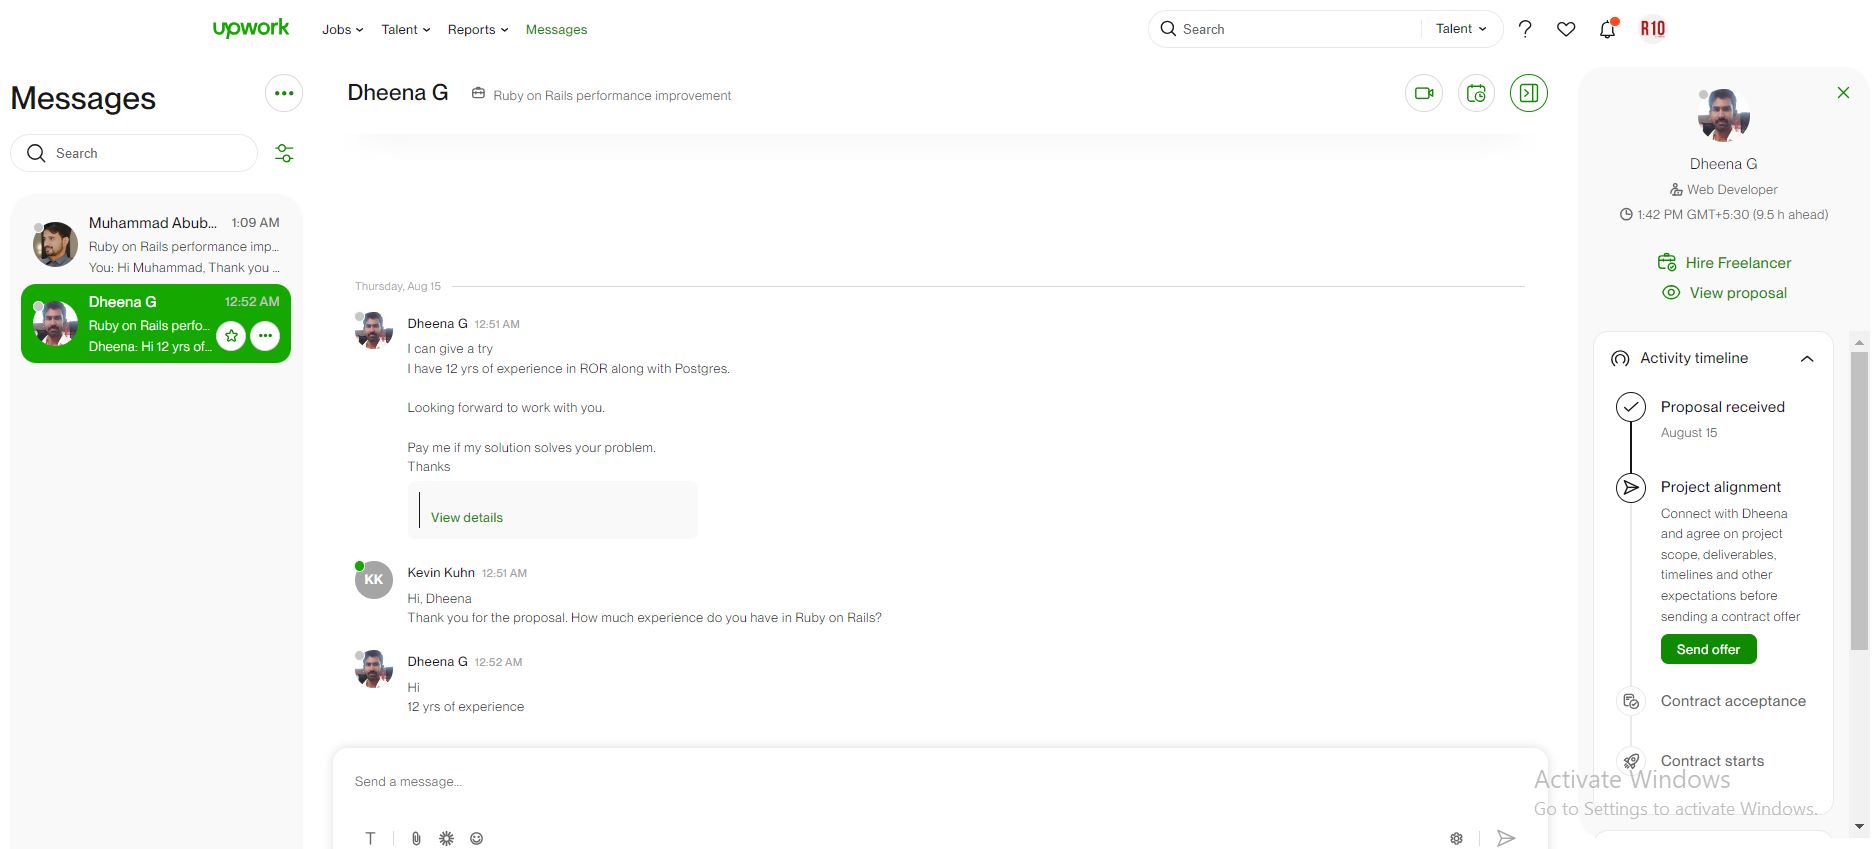 upwork
Jobs
Talent
Reports
Messages
Search
Talent
R10
Messages
Search
Muhammad Abub... 1:09 AM
Ruby on Rails performance imp...
You: Hi Muhammad, Thank you ...
Dheena G 12:52 AM
Ruby on Rails perfo...
Dheena: Hi 12 yrs of...
Dheena G Ruby on Rails performance improvement
Thursday, Aug 15
Dheena G 12:51 AM
I can give a try
I have 12 yrs of experience in ROR along with Postgres.
Looking forward to work with you.
Pay me if my solution solves your problem.
Thanks
View details
KK
Kevin Kuhn 12:51 AM
Hi, Dheena
Thank you for the proposal. How much experience do you have in Ruby on Rails?
Dheena G 12:52 AM
Hi
12 yrs of experience
Send a message...
T
Dheena G
Web Developer
1:42 PM GMT+5:30 (9.5 h ahead)
Hire Freelancer
View proposal
Activity timeline
Proposal received
August 15
Project alignment
Connect with Dheena
and agree on project
scope, deliverables,
timelines and other
expectations before
sending a contract offer
Send offer
Contract acceptance
Contract starts
Activate Windows
Go to Settings to activate Windows.